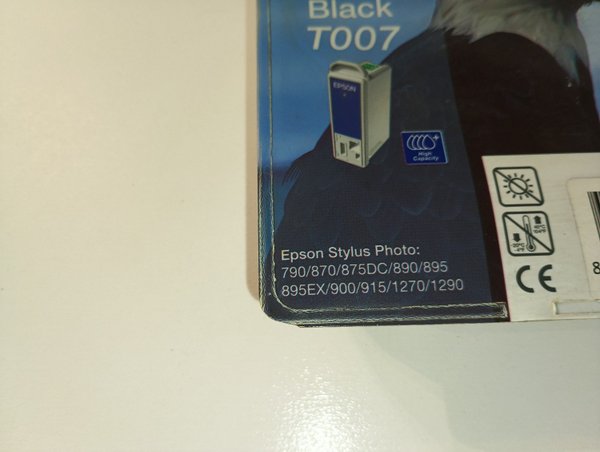 Black
T007
EPSON
High
Capacity
Epson Stylus Photo:
790/870/875DC/890/895
895EX/900/915/1270/1290
CE
8